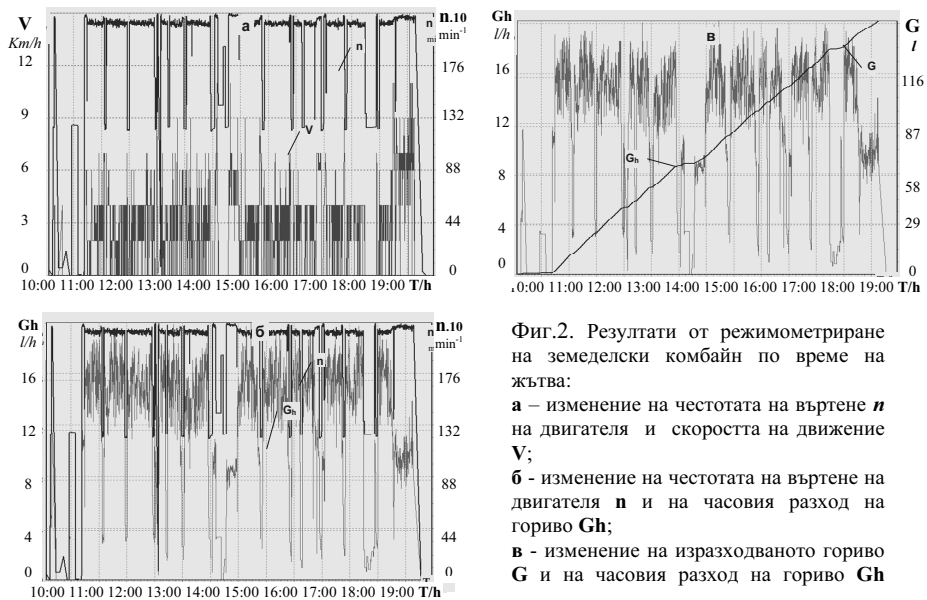 V
Km/h
12
9
6
3
0
а
n
V
n.10
min-1
176
132
88
44
0
10:00 11:00 12:00 13:00 14:00 15:00 16:00 17:00 18:00 19:00 T/h
Gh
l/h
16
12
8
4
0
в
G
Gh
G
l
116
87
58
29
0
.0:00 11:00 12:00 13:00 14:00 15:00 16:00 17:00 18:00 19:00 T/h
Gh
l/h
16
12
8
4
0
б
n
Gh
n.10
min-1
176
132
88
44
0
10:00 11:00 12:00 13:00 14:00 15:00 16:00 17:00 18:00 19:00 T/h
Фиг.2. Резултати от режимометриране
на земеделски комбайн по време на
жътва:
а – изменение на честотата на въртене n
на двигателя и скоростта на движение
V;
б - изменение на честотата на въртене на
двигателя n и на часовия разход на
гориво Gh;
в - изменение на изразходваното гориво
G и на часовия разход на гориво Gh